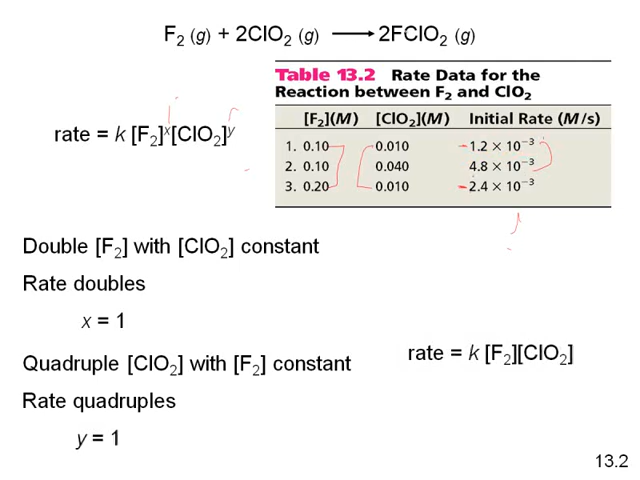 F₂ (g) + 2ClO₂ (g) ⟶ 2FClO₂ (g)
Table 13.2 Rate Data for the
Reaction between F₂ and ClO₂
[F₂](M) [ClO₂](M) Initial Rate (M/s)
1. 0.10 0.010 1.2 × 10⁻³
2. 0.10 0.040 4.8 × 10⁻³
3. 0.20 0.010 2.4 × 10⁻³
rate = k [F₂]ˣ[ClO₂]ʸ
Double [F₂] with [ClO₂] constant
Rate doubles
x = 1
Quadruple [ClO₂] with [F₂] constant
rate = k [F₂][ClO₂]
Rate quadruples
y = 1
13.2